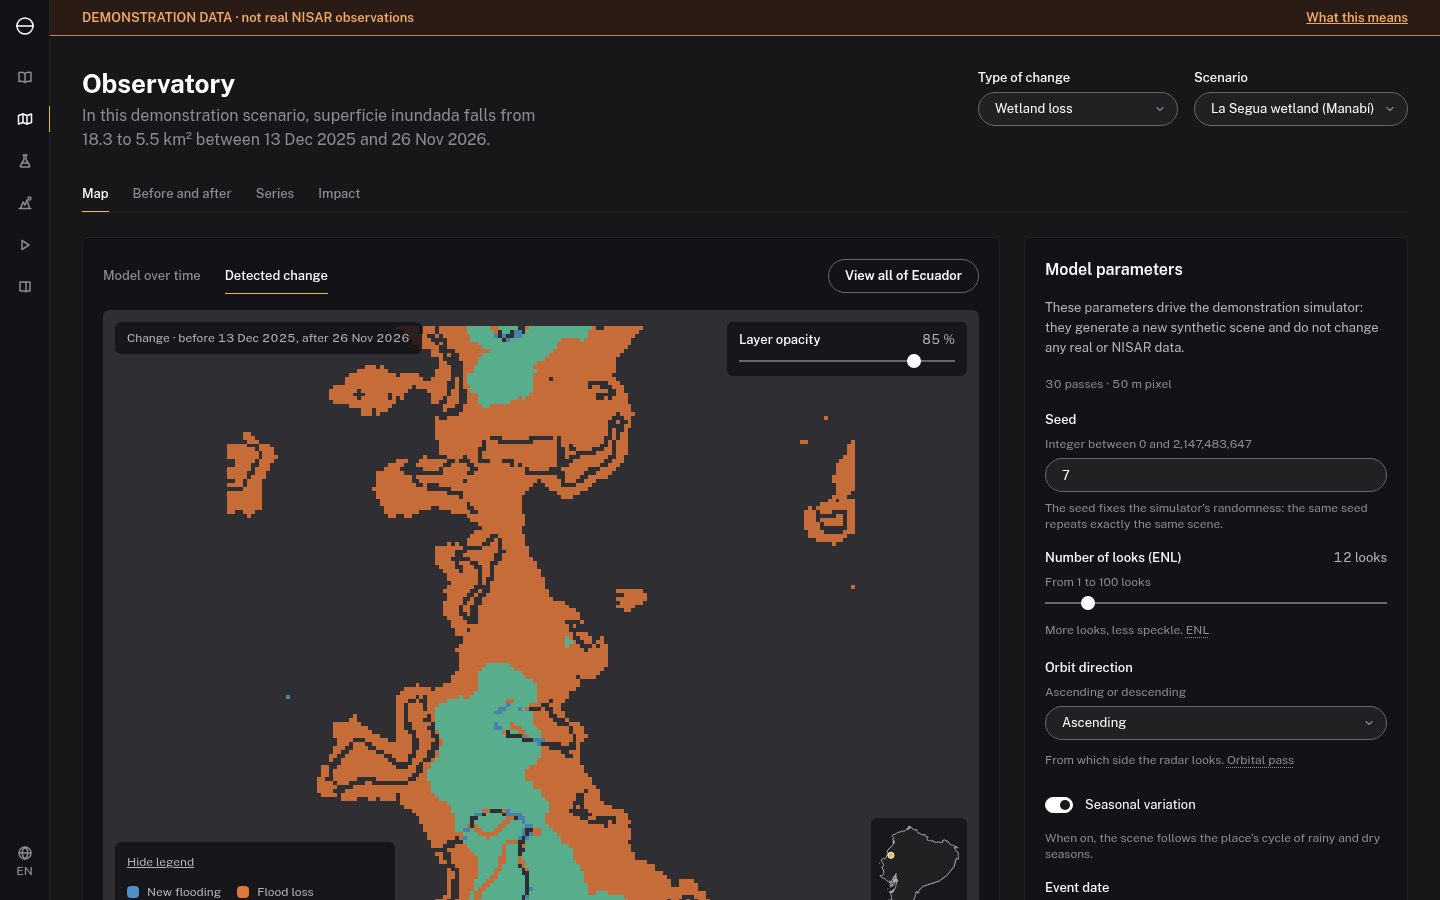 DEMONSTRATION DATA · not real NISAR observations
What this means
Observatory
In this demonstration scenario, superficie inundada falls from
18.3 to 5.5 km² between 13 Dec 2025 and 26 Nov 2026.
Type of change
Wetland loss
Scenario
La Segua wetland (Manabí)
Map
Before and after
Series
Impact
Model over time
Detected change
View all of Ecuador
Change · before 13 Dec 2025, after 26 Nov 2026
Layer opacity
85 %
Hide legend
New flooding
Flood loss
Model parameters
These parameters drive the demonstration simulator:
they generate a new synthetic scene and do not change
any real or NISAR data.
30 passes · 50 m pixel
Seed
Integer between 0 and 2,147,483,647
7
The seed fixes the simulator's randomness: the same seed
repeats exactly the same scene.
Number of looks (ENL)
12 looks
From 1 to 100 looks
More looks, less speckle. ENL
Orbit direction
Ascending or descending
Ascending
From which side the radar looks. Orbital pass
Seasonal variation
When on, the scene follows the place's cycle of rainy and dry
seasons.
Event date
EN